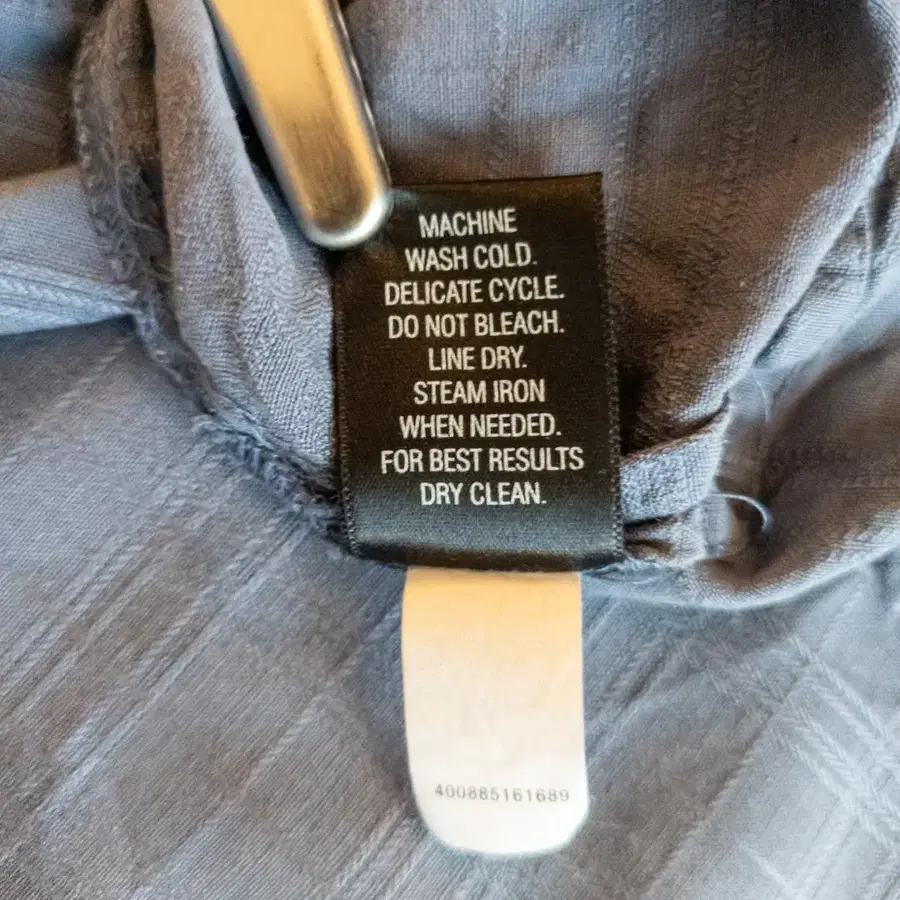 MACHINE
WASH COLD.
DELICATE CYCLE.
DO NOT BLEACH.
LINE DRY.
STEAM IRON
WHEN NEEDED.
FOR BEST RESULTS
DRY CLEAN.
400885161689